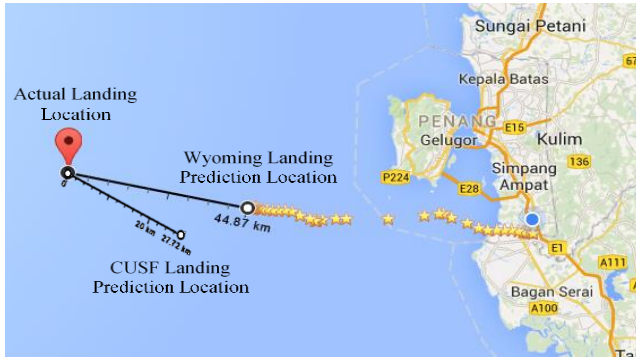 Sungai Petani
67
Kepala Batas
Actual Landing
Location
PENANG
E15
Gelugor
Kulim
Wyoming Landing
Prediction Location
Simpang
Ampat
136
P224
E28
0
44.87 km
20 km
27.72 km
E1
CUSF Landing
Prediction Location
A111
Bagan Serai
A100
Ta